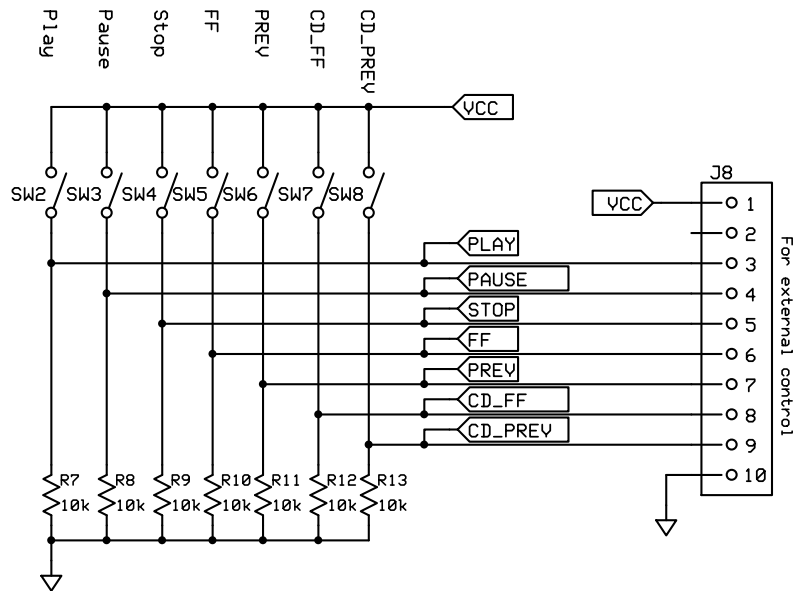 Play
Pause
Stop
FF
PREV
CD_FF
CD_PREV
VCC
SW2
SW3
SW4
SW5
SW6
SW7
SW8
J8
VCC
1
2
PLAY
3
PAUSE
4
STOP
5
FF
6
PREV
7
CD_FF
8
CD_PREV
9
10
For external control
R7
10k
R8
10k
R9
10k
R10
10k
R11
10k
R12
10k
R13
10k